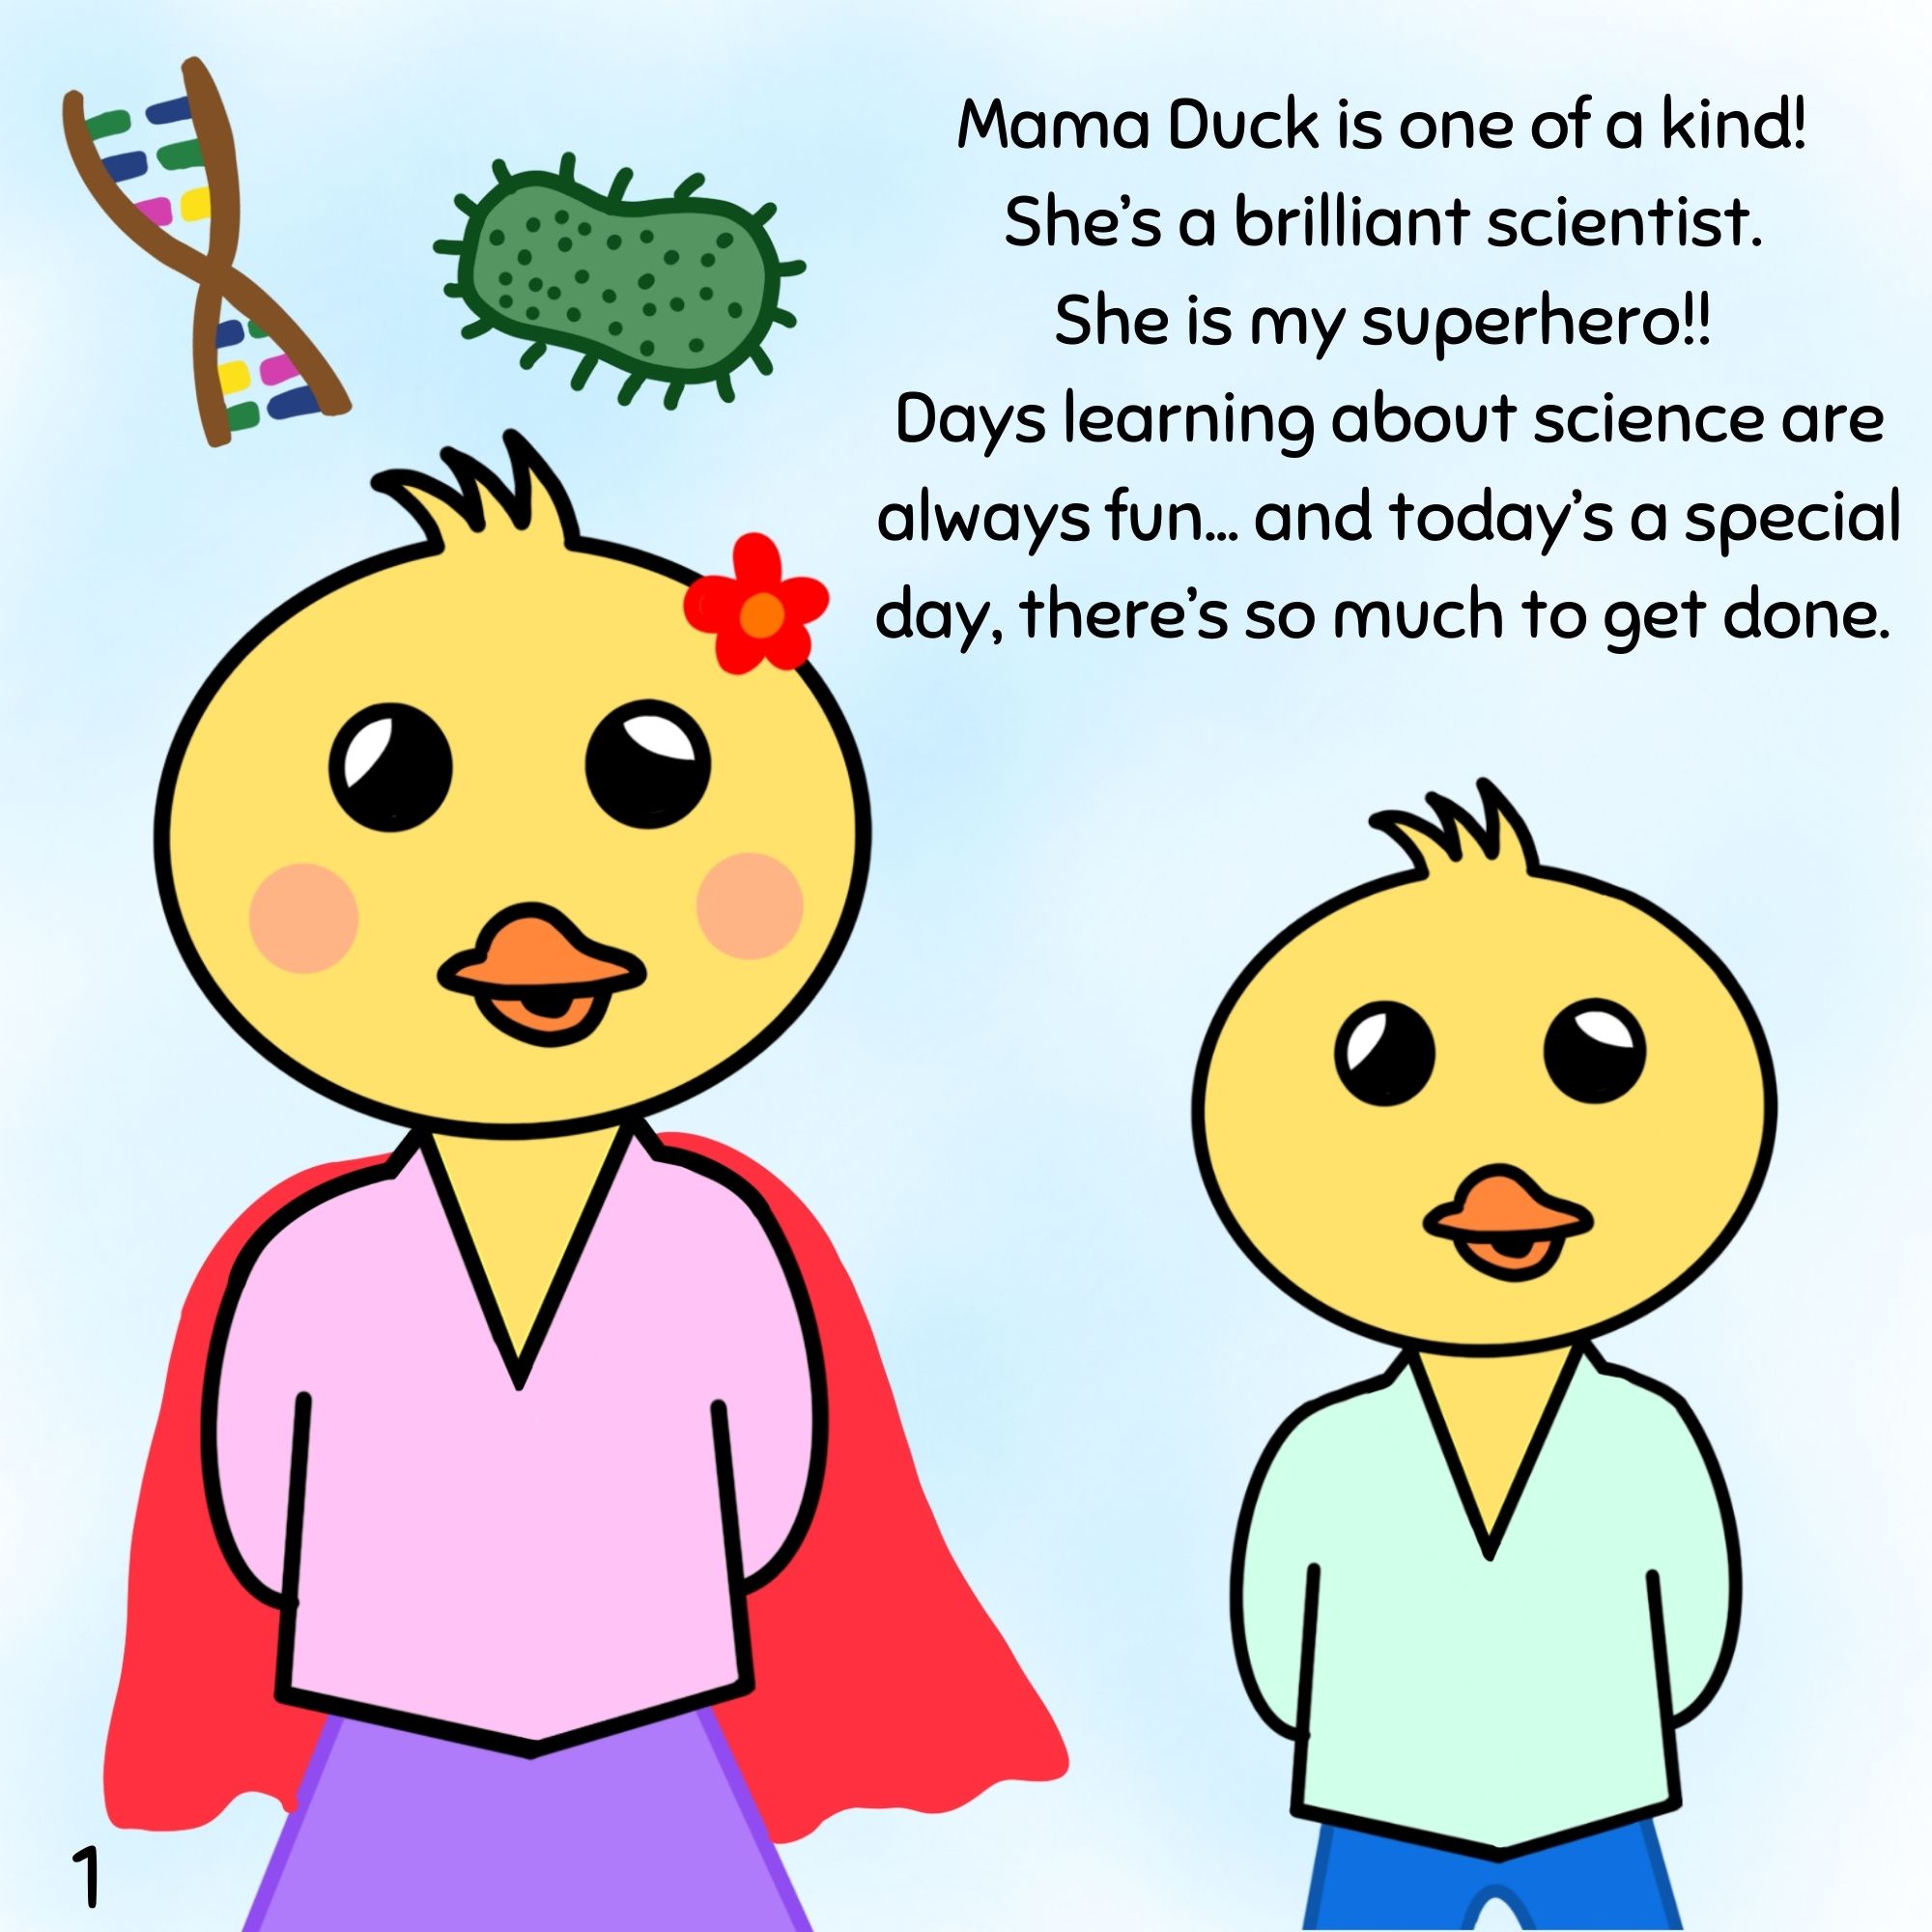 Mama Duck is one of a kind!
She's a brilliant scientist.
She is my superhero!!
Days learning about science are
always fun... and today's a special
day, there's so much to get done.
1